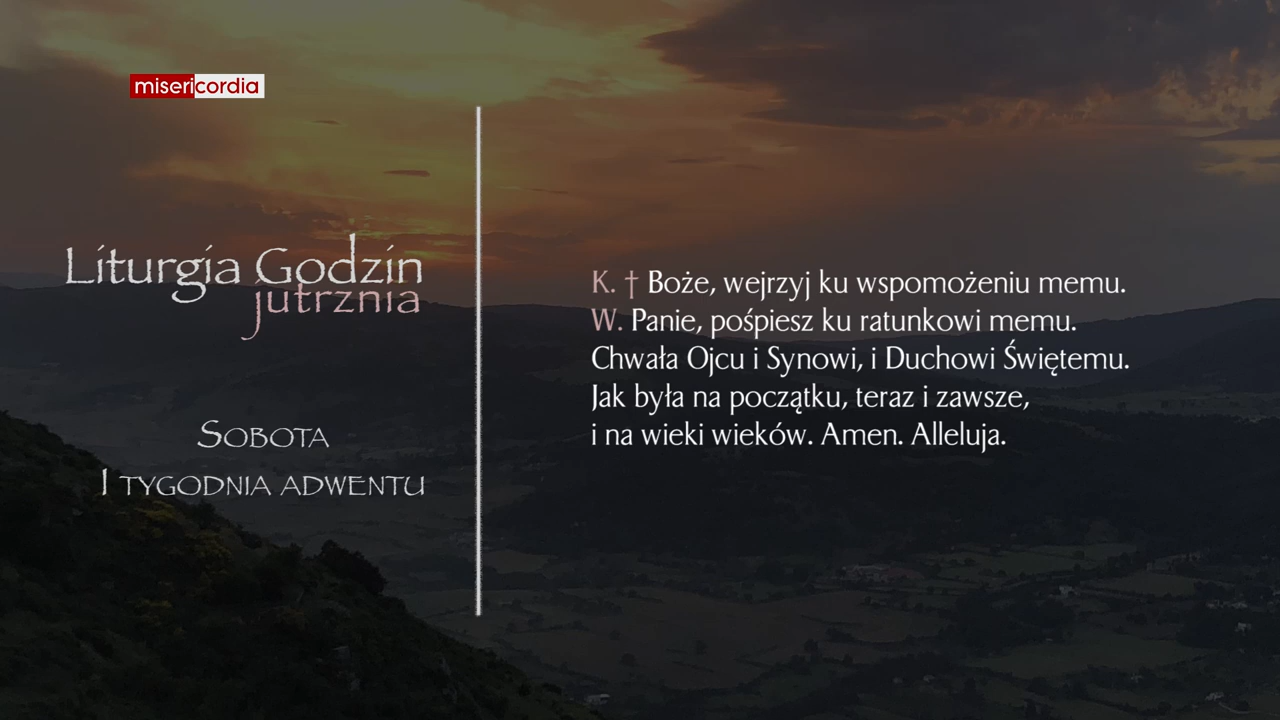 misericordia
Liturgia Godzin
jutrznia
Sobota
I tygodnia adwentu
K. † Boże, wejrzyj ku wspomożeniu memu.
W. Panie, pośpiesz ku ratunkowi memu.
Chwała Ojcu i Synowi, i Duchowi Świętemu.
Jak była na początku, teraz i zawsze,
i na wieki wieków. Amen. Alleluja.